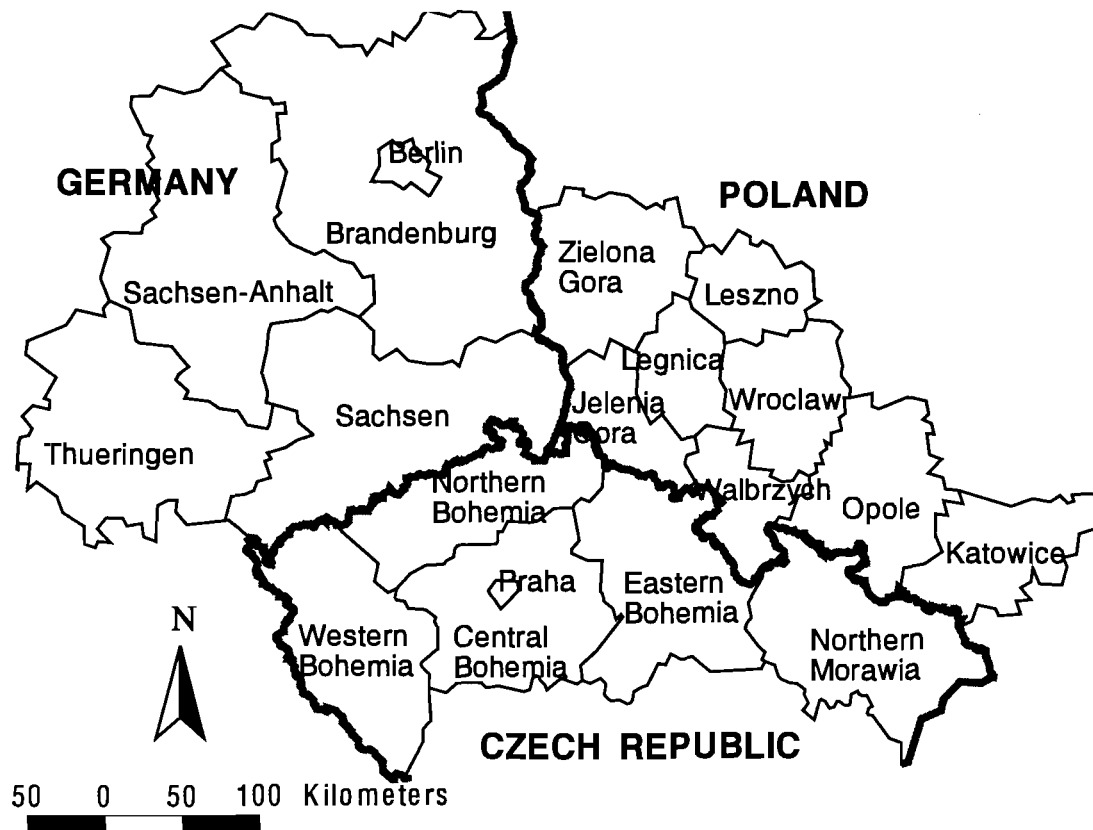 Berlin
GERMANY
POLAND
Brandenburg
Zielona
Gora
Sachsen-Anhalt
Leszno
Legnica
Wroclaw
Jelenia
Gora
Sachsen
Thueringen
Walbrzych
Northern
Bohemia
Opole
Katowice
Praha
Eastern
Bohemia
N
Western
Bohemia
Central
Bohemia
Northern
Morawia
CZECH REPUBLIC
50 0 50 100 Kilometers